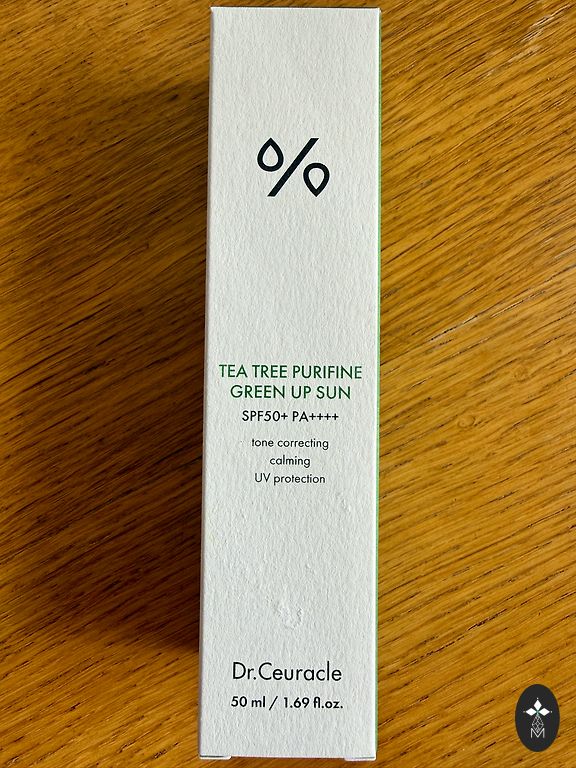 TEA TREE PURIFINE
GREEN UP SUN
SPF50+ PA++++
tone correcting
calming
UV protection
Dr.Ceuracle
50 ml / 1.69 fl.oz.
M